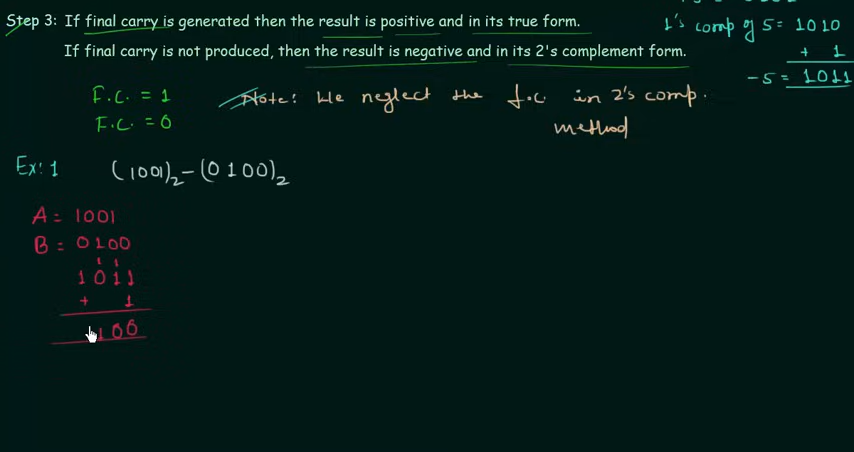 Step 3: If final carry is generated then the result is positive and in its true form.
If final carry is not produced, then the result is negative and in its 2's complement form.
1's comp of 5 = 1010
+ 1
-5 = 1011
F.C. = 1
F.C. = 0
Note: We neglect the f.c. in 2's comp.
method
Ex: 1 (1001)2 - (0100)2
A = 1001
B = 0100
1 1
1011
+ 1
100